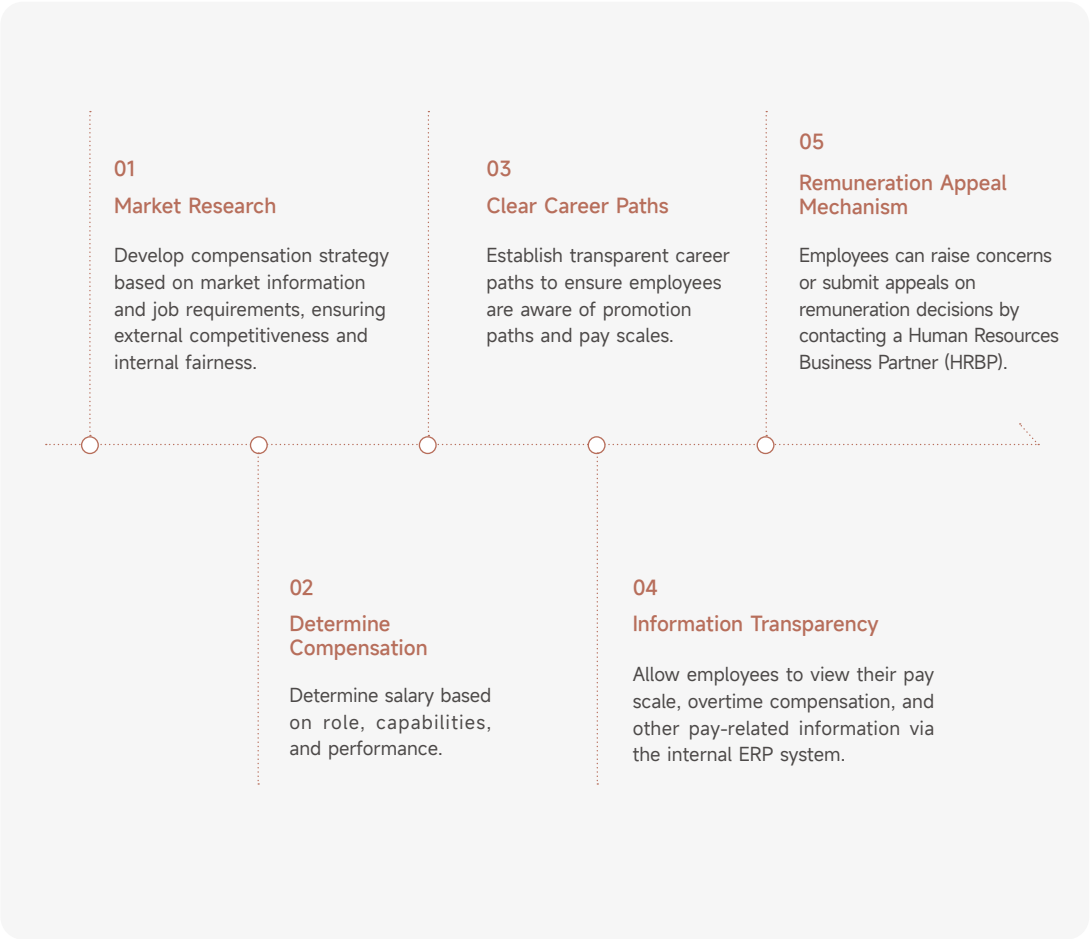 01
Market Research
Develop compensation strategy
based on market information
and job requirements, ensuring
external competitiveness and
internal fairness.
02
Determine
Compensation
Determine salary based
on role, capabilities,
and performance.
03
Clear Career Paths
Establish transparent career
paths to ensure employees
are aware of promotion
paths and pay scales.
04
Information Transparency
Allow employees to view their pay
scale, overtime compensation, and
other pay-related information via
the internal ERP system.
05
Remuneration Appeal
Mechanism
Employees can raise concerns
or submit appeals on
remuneration decisions by
contacting a Human Resources
Business Partner (HRBP).